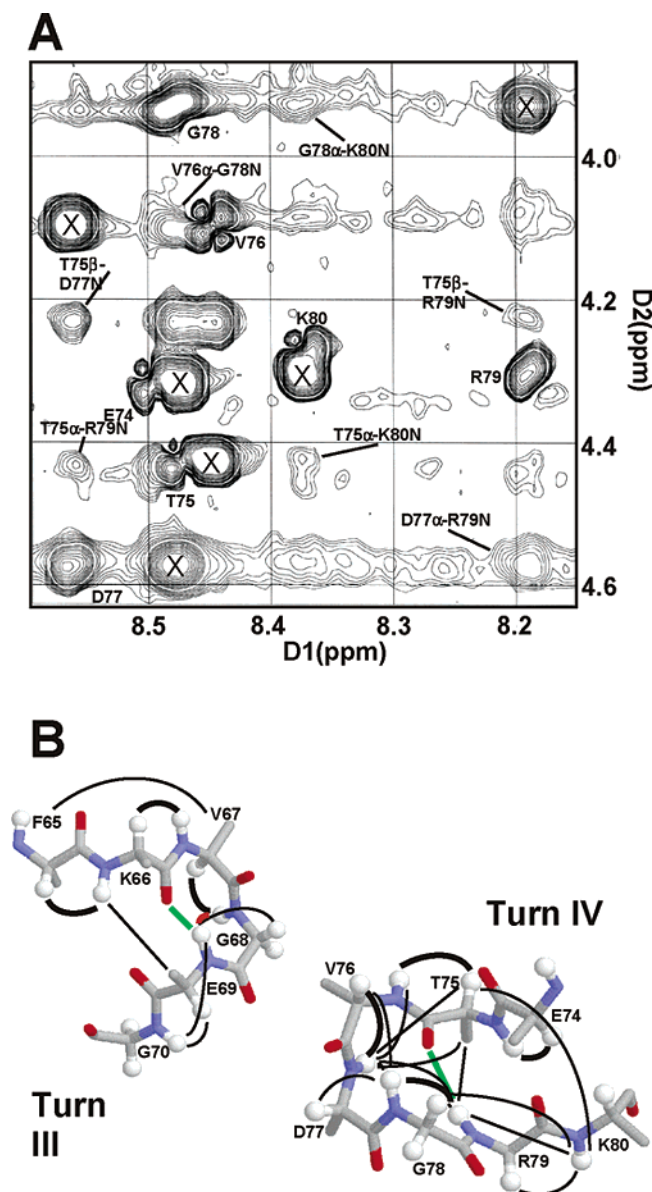 A
G78
G78α-K80N
4.0
V76α-G78N
V76
T75β-
D77N
T75β-
R79N
4.2
K80
R79
E74
T75α-R79N
T75α-K80N
4.4
T75
D77α-R79N
D77
4.6
X
X
X
X
X
X
D2(ppm)
8.5
8.4
8.3
8.2
D1(ppm)
B
F65
V67
K66
G68
E69
G70
Turn
III
Turn IV
V76
T75
E74
D77
G78
R79
K80